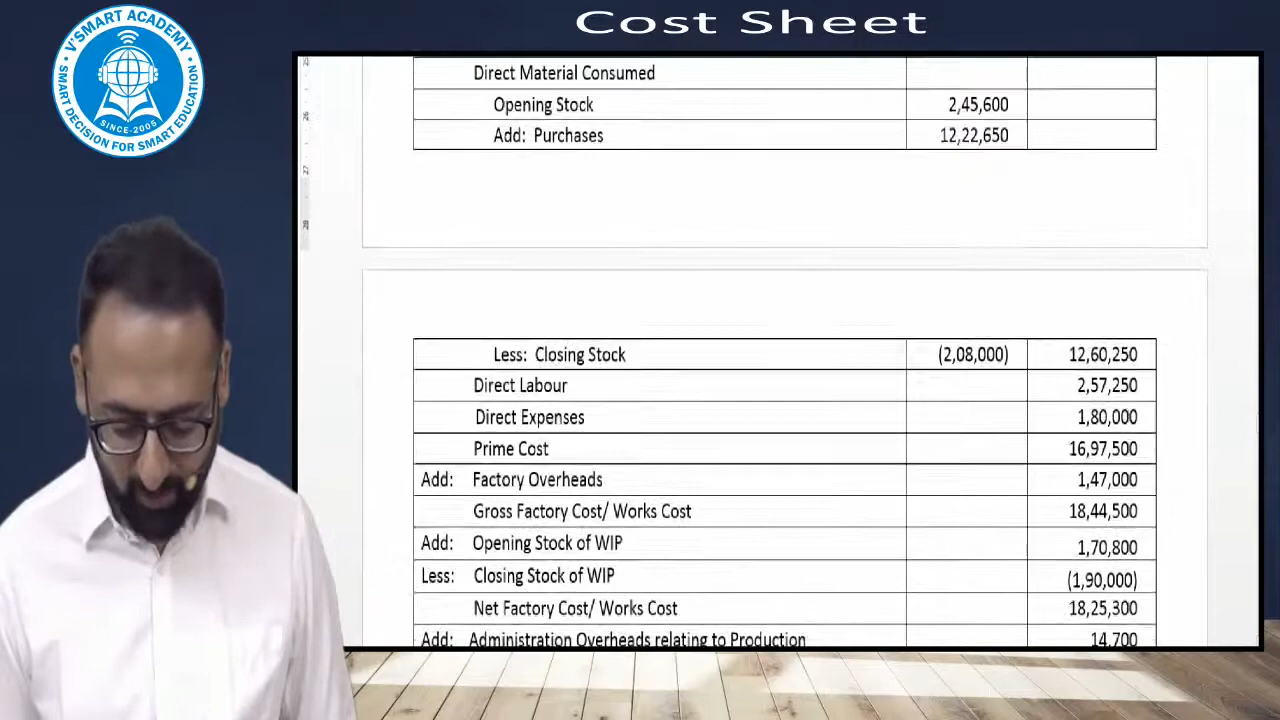 Cost Sheet
V'SMART ACADEMY
SMART DECISION FOR SMART EDUCATION
SINCE-2006
Direct Material Consumed
Opening Stock 2,45,600
Add: Purchases 12,22,650
Less: Closing Stock (2,08,000) 12,60,250
Direct Labour 2,57,250
Direct Expenses 1,80,000
Prime Cost 16,97,500
Add: Factory Overheads 1,47,000
Gross Factory Cost/ Works Cost 18,44,500
Add: Opening Stock of WIP 1,70,800
Less: Closing Stock of WIP (1,90,000)
Net Factory Cost/ Works Cost 18,25,300
Add: Administration Overheads relating to Production 14,700